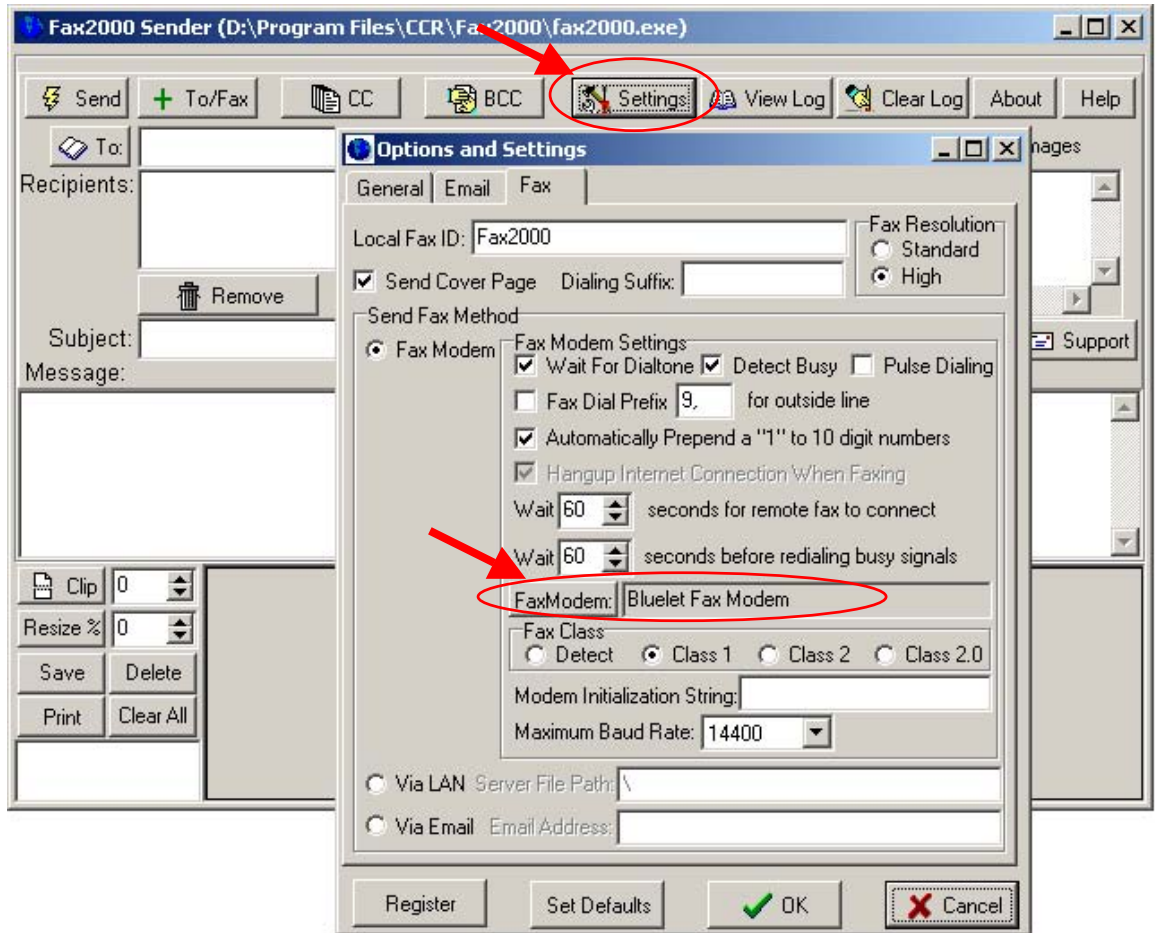 Fax2000 Sender (D:\Program Files\CCR\Fax2000\fax2000.exe)
Send To/Fax CC BCC Settings View Log Clear Log About Help
To:
Recipients:
Remove
Subject:
Message:
Support
Clip 0
Resize % 0
Save Delete
Print Clear All
Options and Settings
General Email Fax
Local Fax ID: Fax2000
Fax Resolution
Standard
High
Send Cover Page Dialing Suffix:
Send Fax Method
Fax Modem
Fax Modem Settings
Wait For Dialtone Detect Busy Pulse Dialing
Fax Dial Prefix 9, for outside line
Automatically Prepend a "1" to 10 digit numbers
Hangup Internet Connection When Faxing
Wait 60 seconds for remote fax to connect
Wait 60 seconds before redialing busy signals
FaxModem: Bluelet Fax Modem
Fax Class
Detect Class 1 Class 2 Class 2.0
Modem Initialization String:
Maximum Baud Rate: 14400
Via LAN Server File Path: \
Via Email Email Address:
Register Set Defaults OK Cancel